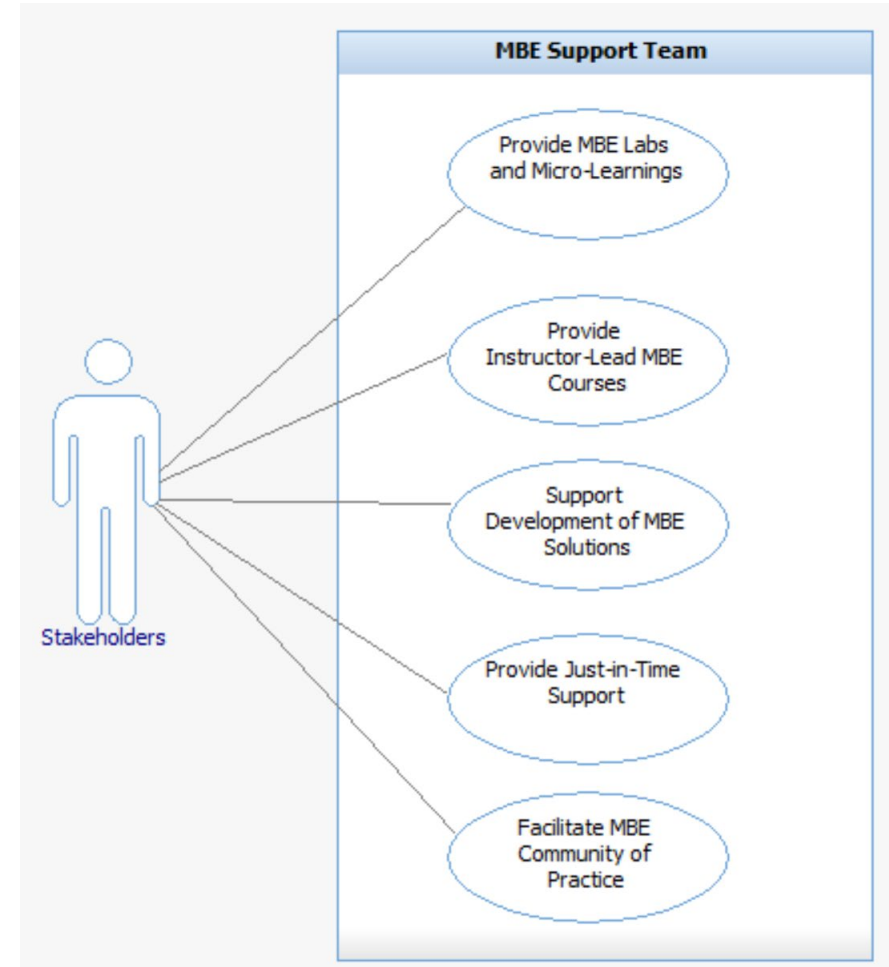 MBE Support Team
Provide MBE Labs
and Micro-Learnings
Provide
Instructor-Lead MBE
Courses
Support
Development of MBE
Solutions
Stakeholders
Provide Just-in-Time
Support
Facilitate MBE
Community of
Practice